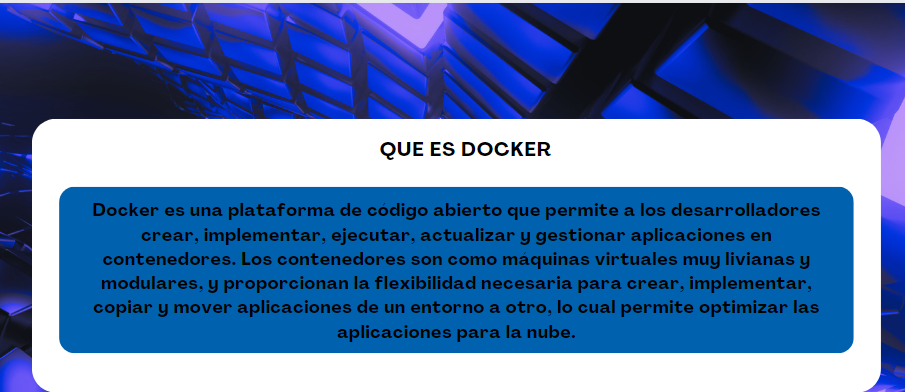 QUE ES DOCKER
Docker es una plataforma de código abierto que permite a los desarrolladores
crear, implementar, ejecutar, actualizar y gestionar aplicaciones en
contenedores. Los contenedores son como máquinas virtuales muy livianas y
modulares, y proporcionan la flexibilidad necesaria para crear, implementar,
copiar y mover aplicaciones de un entorno a otro, lo cual permite optimizar las
aplicaciones para la nube.